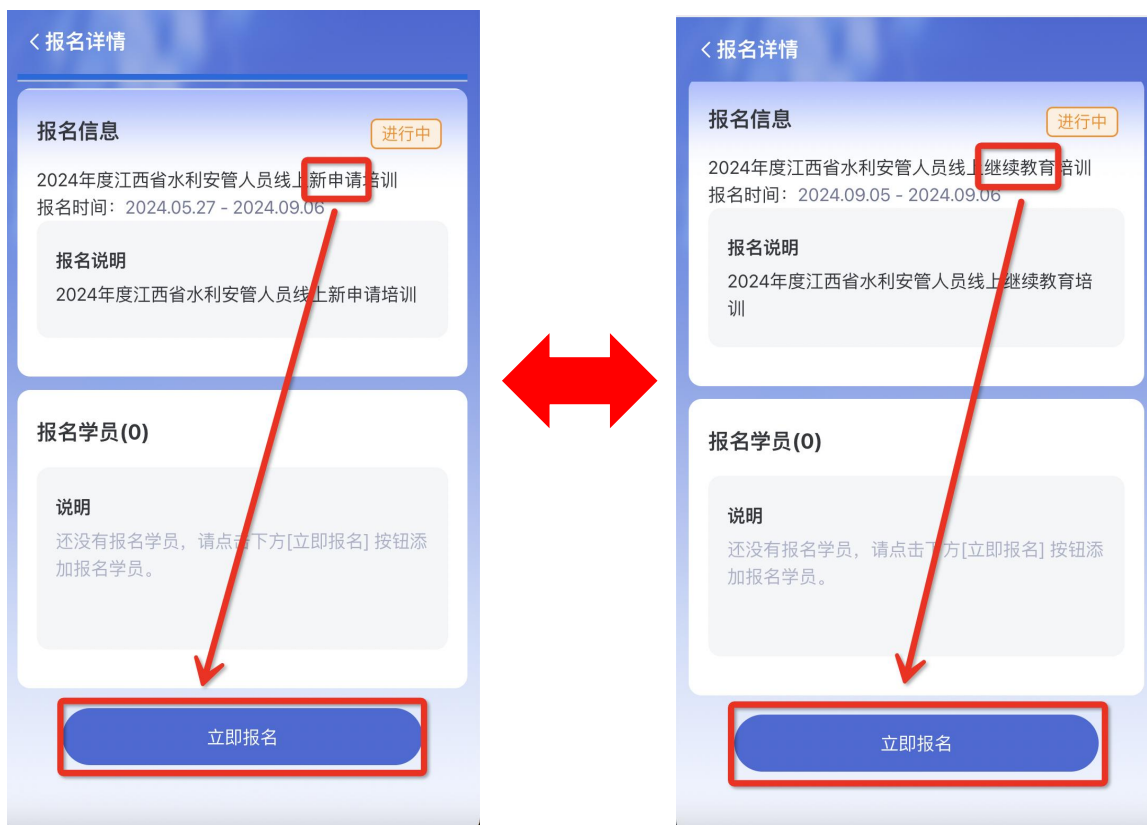 报名详情
报名信息
进行中
2024年度江西省水利安管人员线上新申请培训
报名时间：2024.05.27 - 2024.09.06
报名说明
2024年度江西省水利安管人员线上新申请培训
报名学员(0)
说明
还没有报名学员，请点击下方[立即报名] 按钮添
加报名学员。
立即报名
报名详情
报名信息
进行中
2024年度江西省水利安管人员线上继续教育培训
报名时间：2024.09.05 - 2024.09.06
报名说明
2024年度江西省水利安管人员线上继续教育培
训
报名学员(0)
说明
还没有报名学员，请点击下方[立即报名] 按钮添
加报名学员。
立即报名